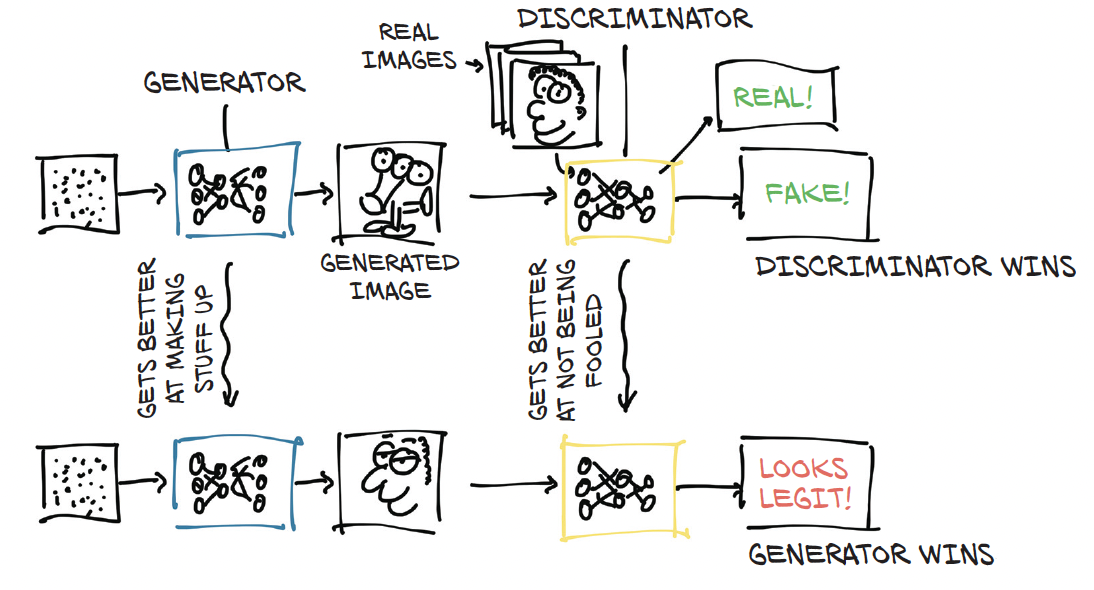 DISCRIMINATOR
REAL
IMAGES
GENERATOR
REAL!
FAKE!
GENERATED
IMAGE
DISCRIMINATOR WINS
GETS BETTER
AT MAKING
STUFF UP
GETS BETTER
AT NOT BEING
FOOLED
LOOKS
LEGIT!
GENERATOR WINS